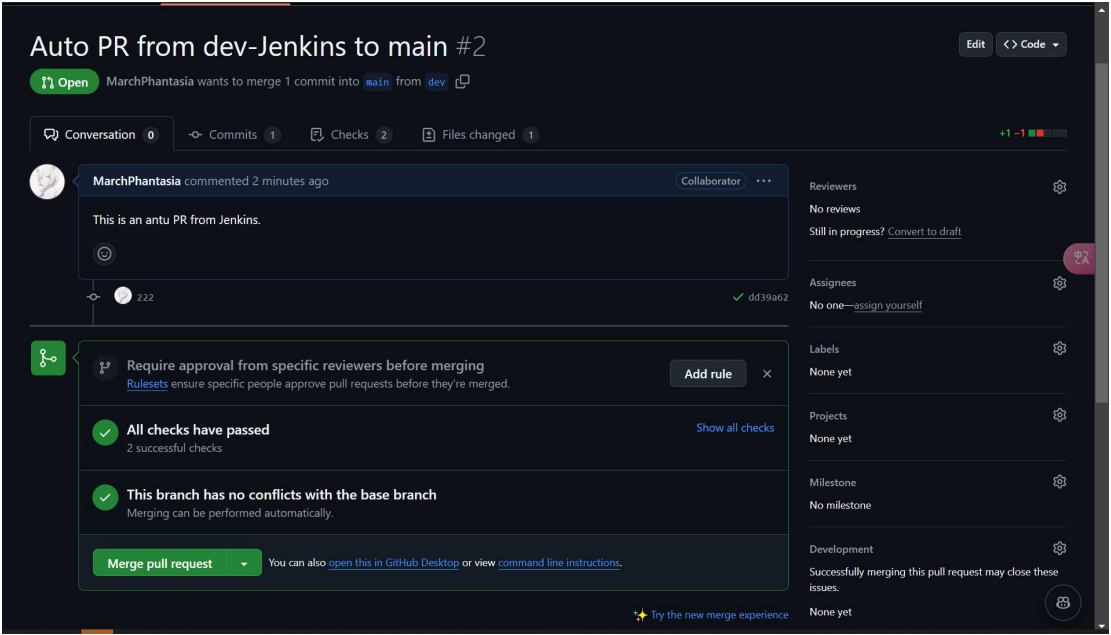 Auto PR from dev-Jenkins to main #2
Edit
<> Code
Open
MarchPhantasia wants to merge 1 commit into main from dev
Conversation 0
Commits 1
Checks 2
Files changed 1
+1 −1
MarchPhantasia commented 2 minutes ago
Collaborator
This is an antu PR from Jenkins.
222
dd39a62
Require approval from specific reviewers before merging
Rulesets ensure specific people approve pull requests before they're merged.
Add rule
All checks have passed
2 successful checks
Show all checks
This branch has no conflicts with the base branch
Merging can be performed automatically.
Merge pull request
You can also open this in GitHub Desktop or view command line instructions.
Try the new merge experience
Reviewers
No reviews
Still in progress? Convert to draft
Assignees
No one—assign yourself
Labels
None yet
Projects
None yet
Milestone
No milestone
Development
Successfully merging this pull request may close these
issues.
None yet
中A